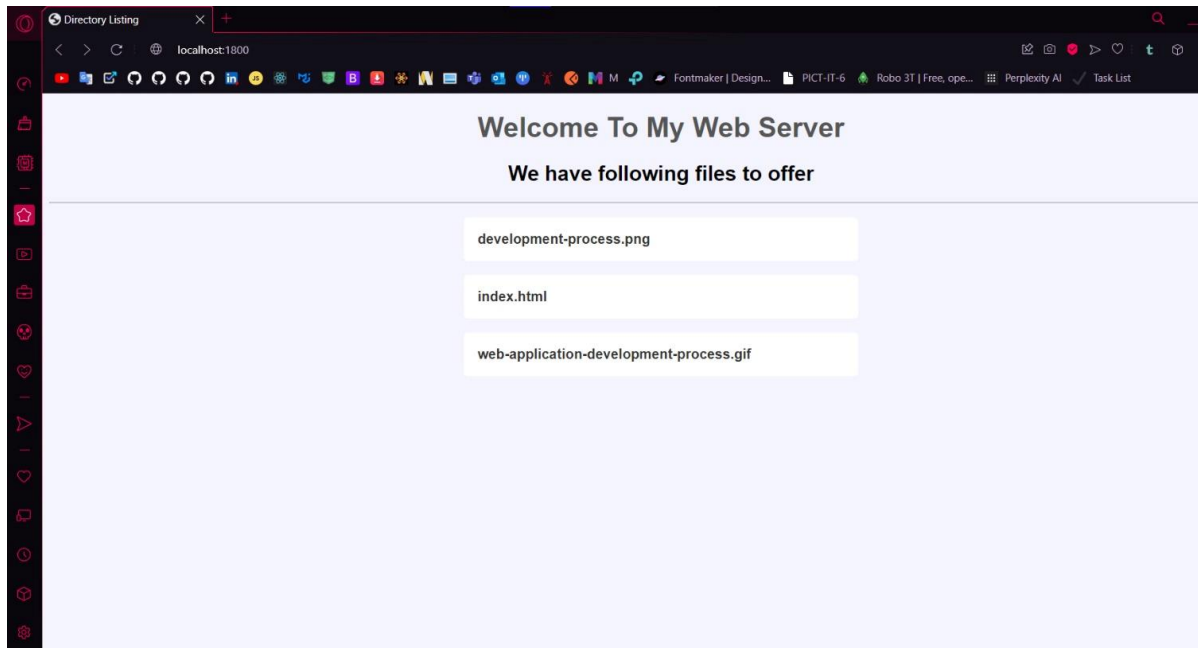 Directory Listing
localhost:1800
JS
in
B
M
Fontmaker | Design...
PICT-IT-6
Robo 3T | Free, ope...
Perplexity AI
Task List
t
Welcome To My Web Server
We have following files to offer
development-process.png
index.html
web-application-development-process.gif